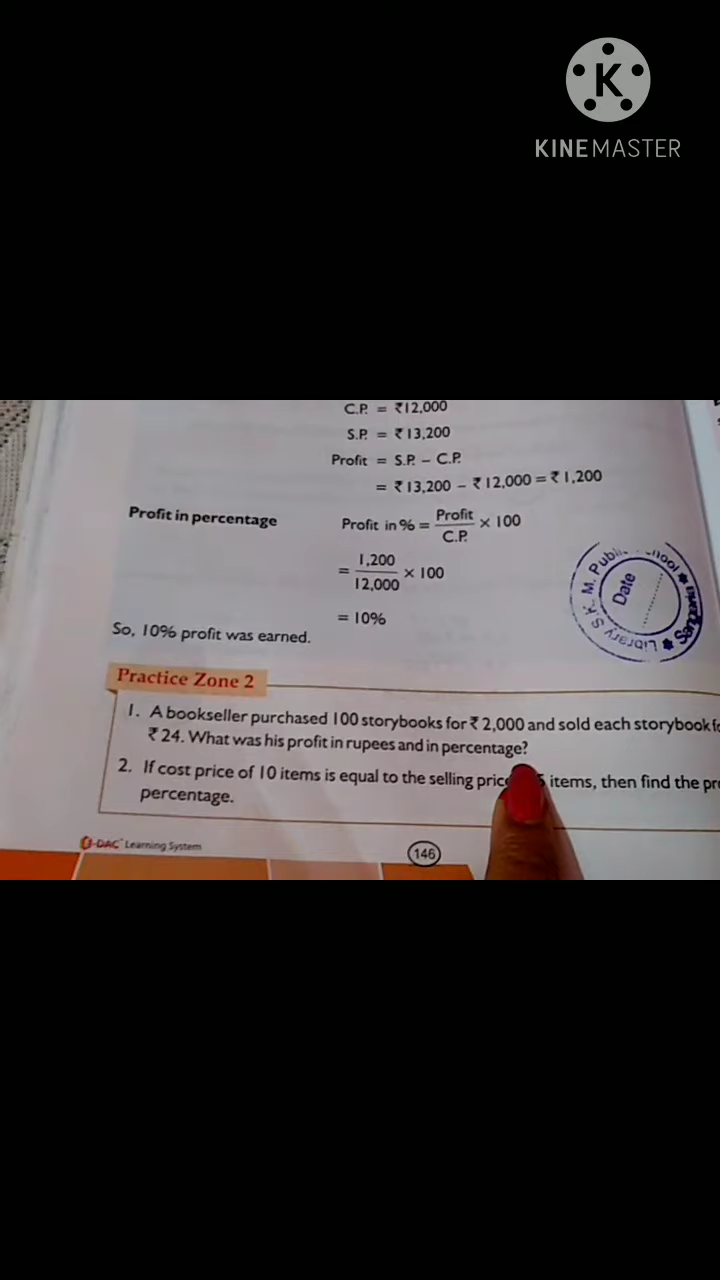 K
KINEMASTER
C.P. = ₹12,000
S.P. = ₹13,200
Profit = S.P. – C.P.
= ₹13,200 – ₹12,000 = ₹1,200
Profit in percentage Profit in % = Profit / C.P. × 100
= 1,200 / 12,000 × 100
= 10%
So, 10% profit was earned.
Library S.K. M. Public School
Date
Practice Zone 2
1. A bookseller purchased 100 storybooks for ₹2,000 and sold each storybook
₹24. What was his profit in rupees and in percentage?
2. If cost price of 10 items is equal to the selling items, then find the
percentage.
Learning System
146